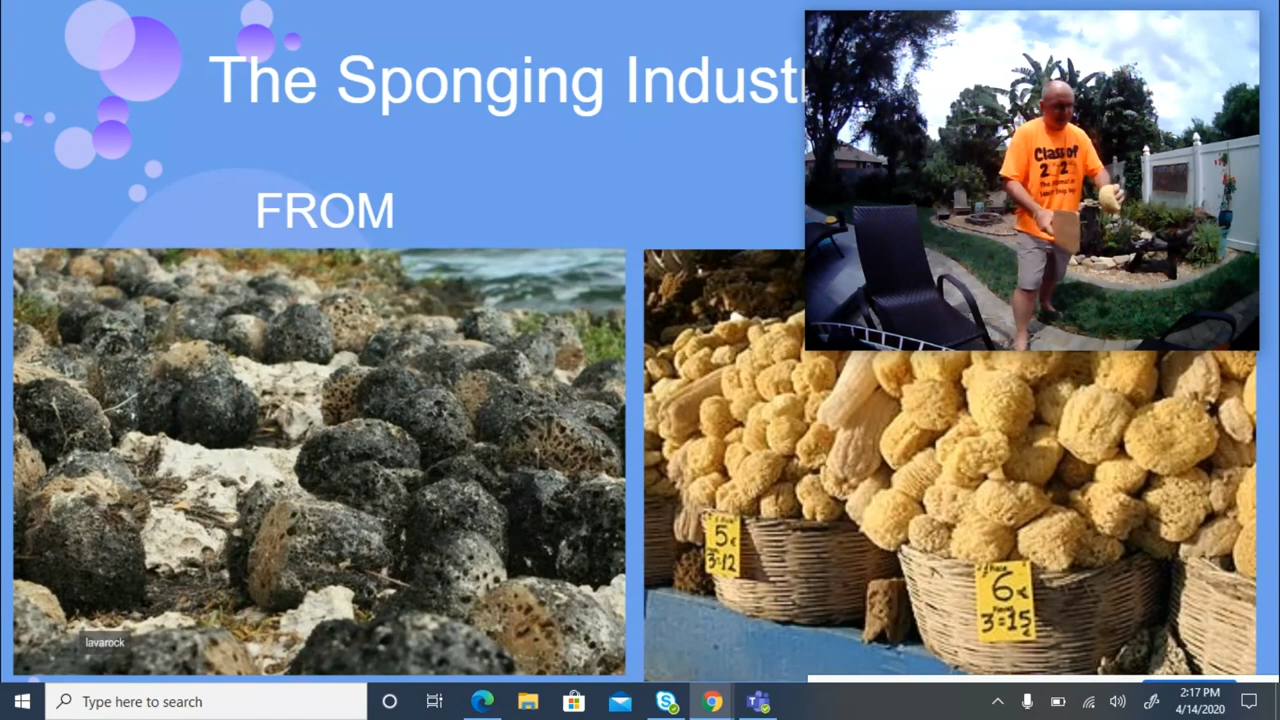 The Sponging Indust
FROM
Class of
lavarock
5 €
3=12
6 €
3=15
Type here to search
2:17 PM
4/14/2020